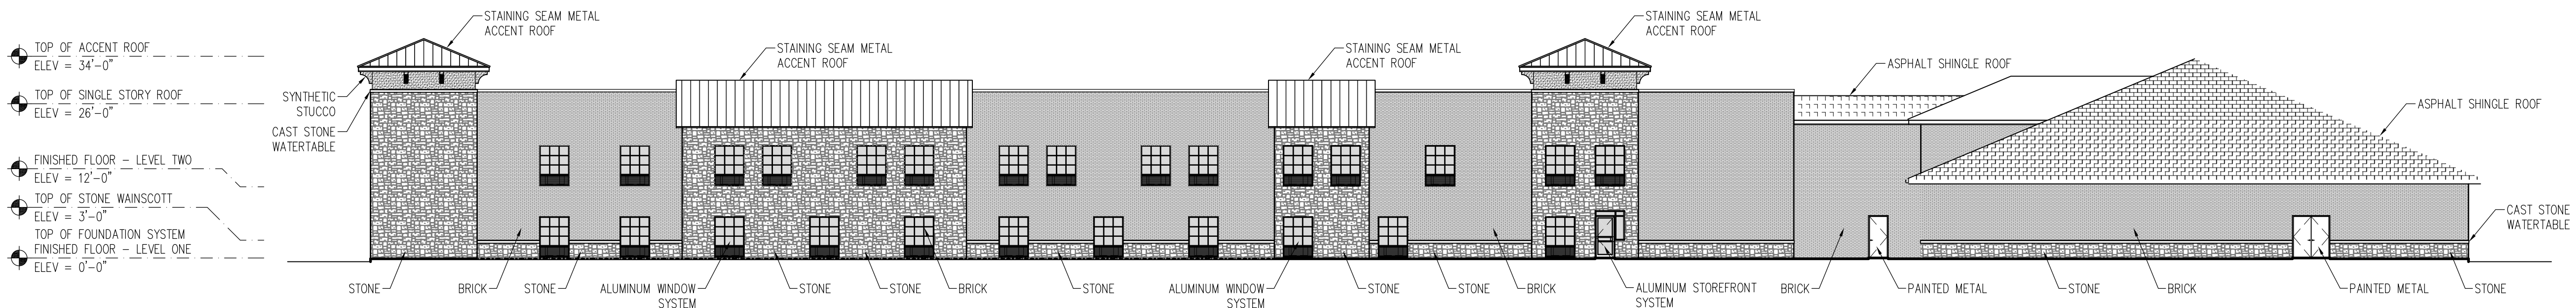 STAINING SEAM METAL
ACCENT ROOF
STAINING SEAM METAL
ACCENT ROOF
TOP OF ACCENT ROOF
ELEV = 34'-0"
STAINING SEAM METAL
ACCENT ROOF
STAINING SEAM METAL
ACCENT ROOF
ASPHALT SHINGLE ROOF
TOP OF SINGLE STORY ROOF
ELEV = 26'-0"
SYNTHETIC
STUCCO
ASPHALT SHINGLE ROOF
CAST STONE
WATERTABLE
FINISHED FLOOR - LEVEL TWO
ELEV = 12'-0"
TOP OF STONE WAINSCOTT
ELEV = 3'-0"
CAST STONE
WATERTABLE
TOP OF FOUNDATION SYSTEM
FINISHED FLOOR - LEVEL ONE
ELEV = 0'-0"
STONE
BRICK
STONE
ALUMINUM WINDOW
SYSTEM
STONE
STONE
BRICK
STONE
ALUMINUM WINDOW
SYSTEM
STONE
STONE
BRICK
ALUMINUM STOREFRONT
SYSTEM
BRICK
PAINTED METAL
STONE
BRICK
PAINTED METAL
STONE